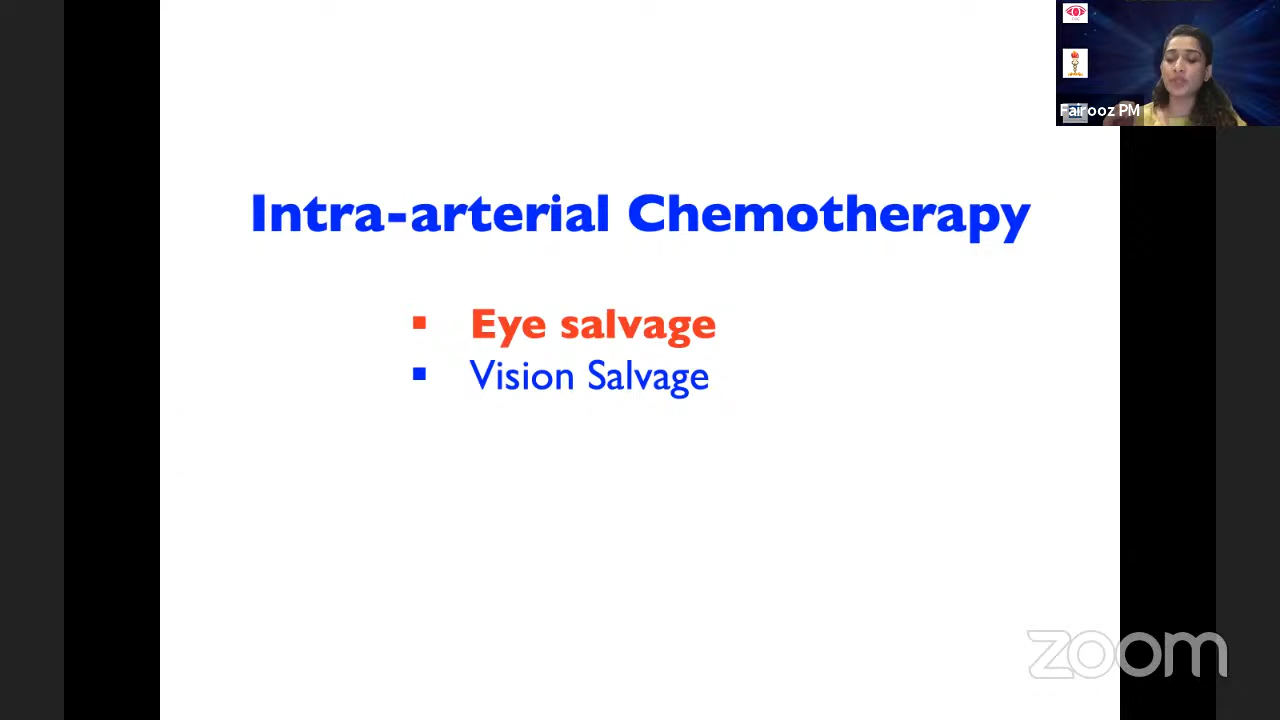 Fairooz PM
Intra-arterial Chemotherapy
▪ Eye salvage
▪ Vision Salvage
zoom